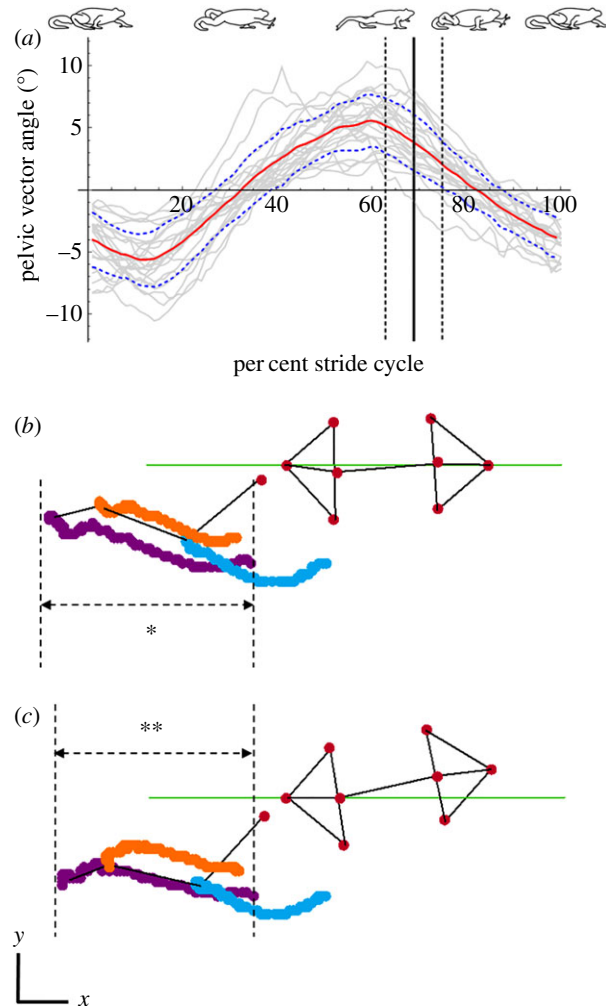 (a)
pelvic vector angle (°)
10
5
20
40
60
80
100
–5
–10
per cent stride cycle
(b)
*
(c)
**
y
x